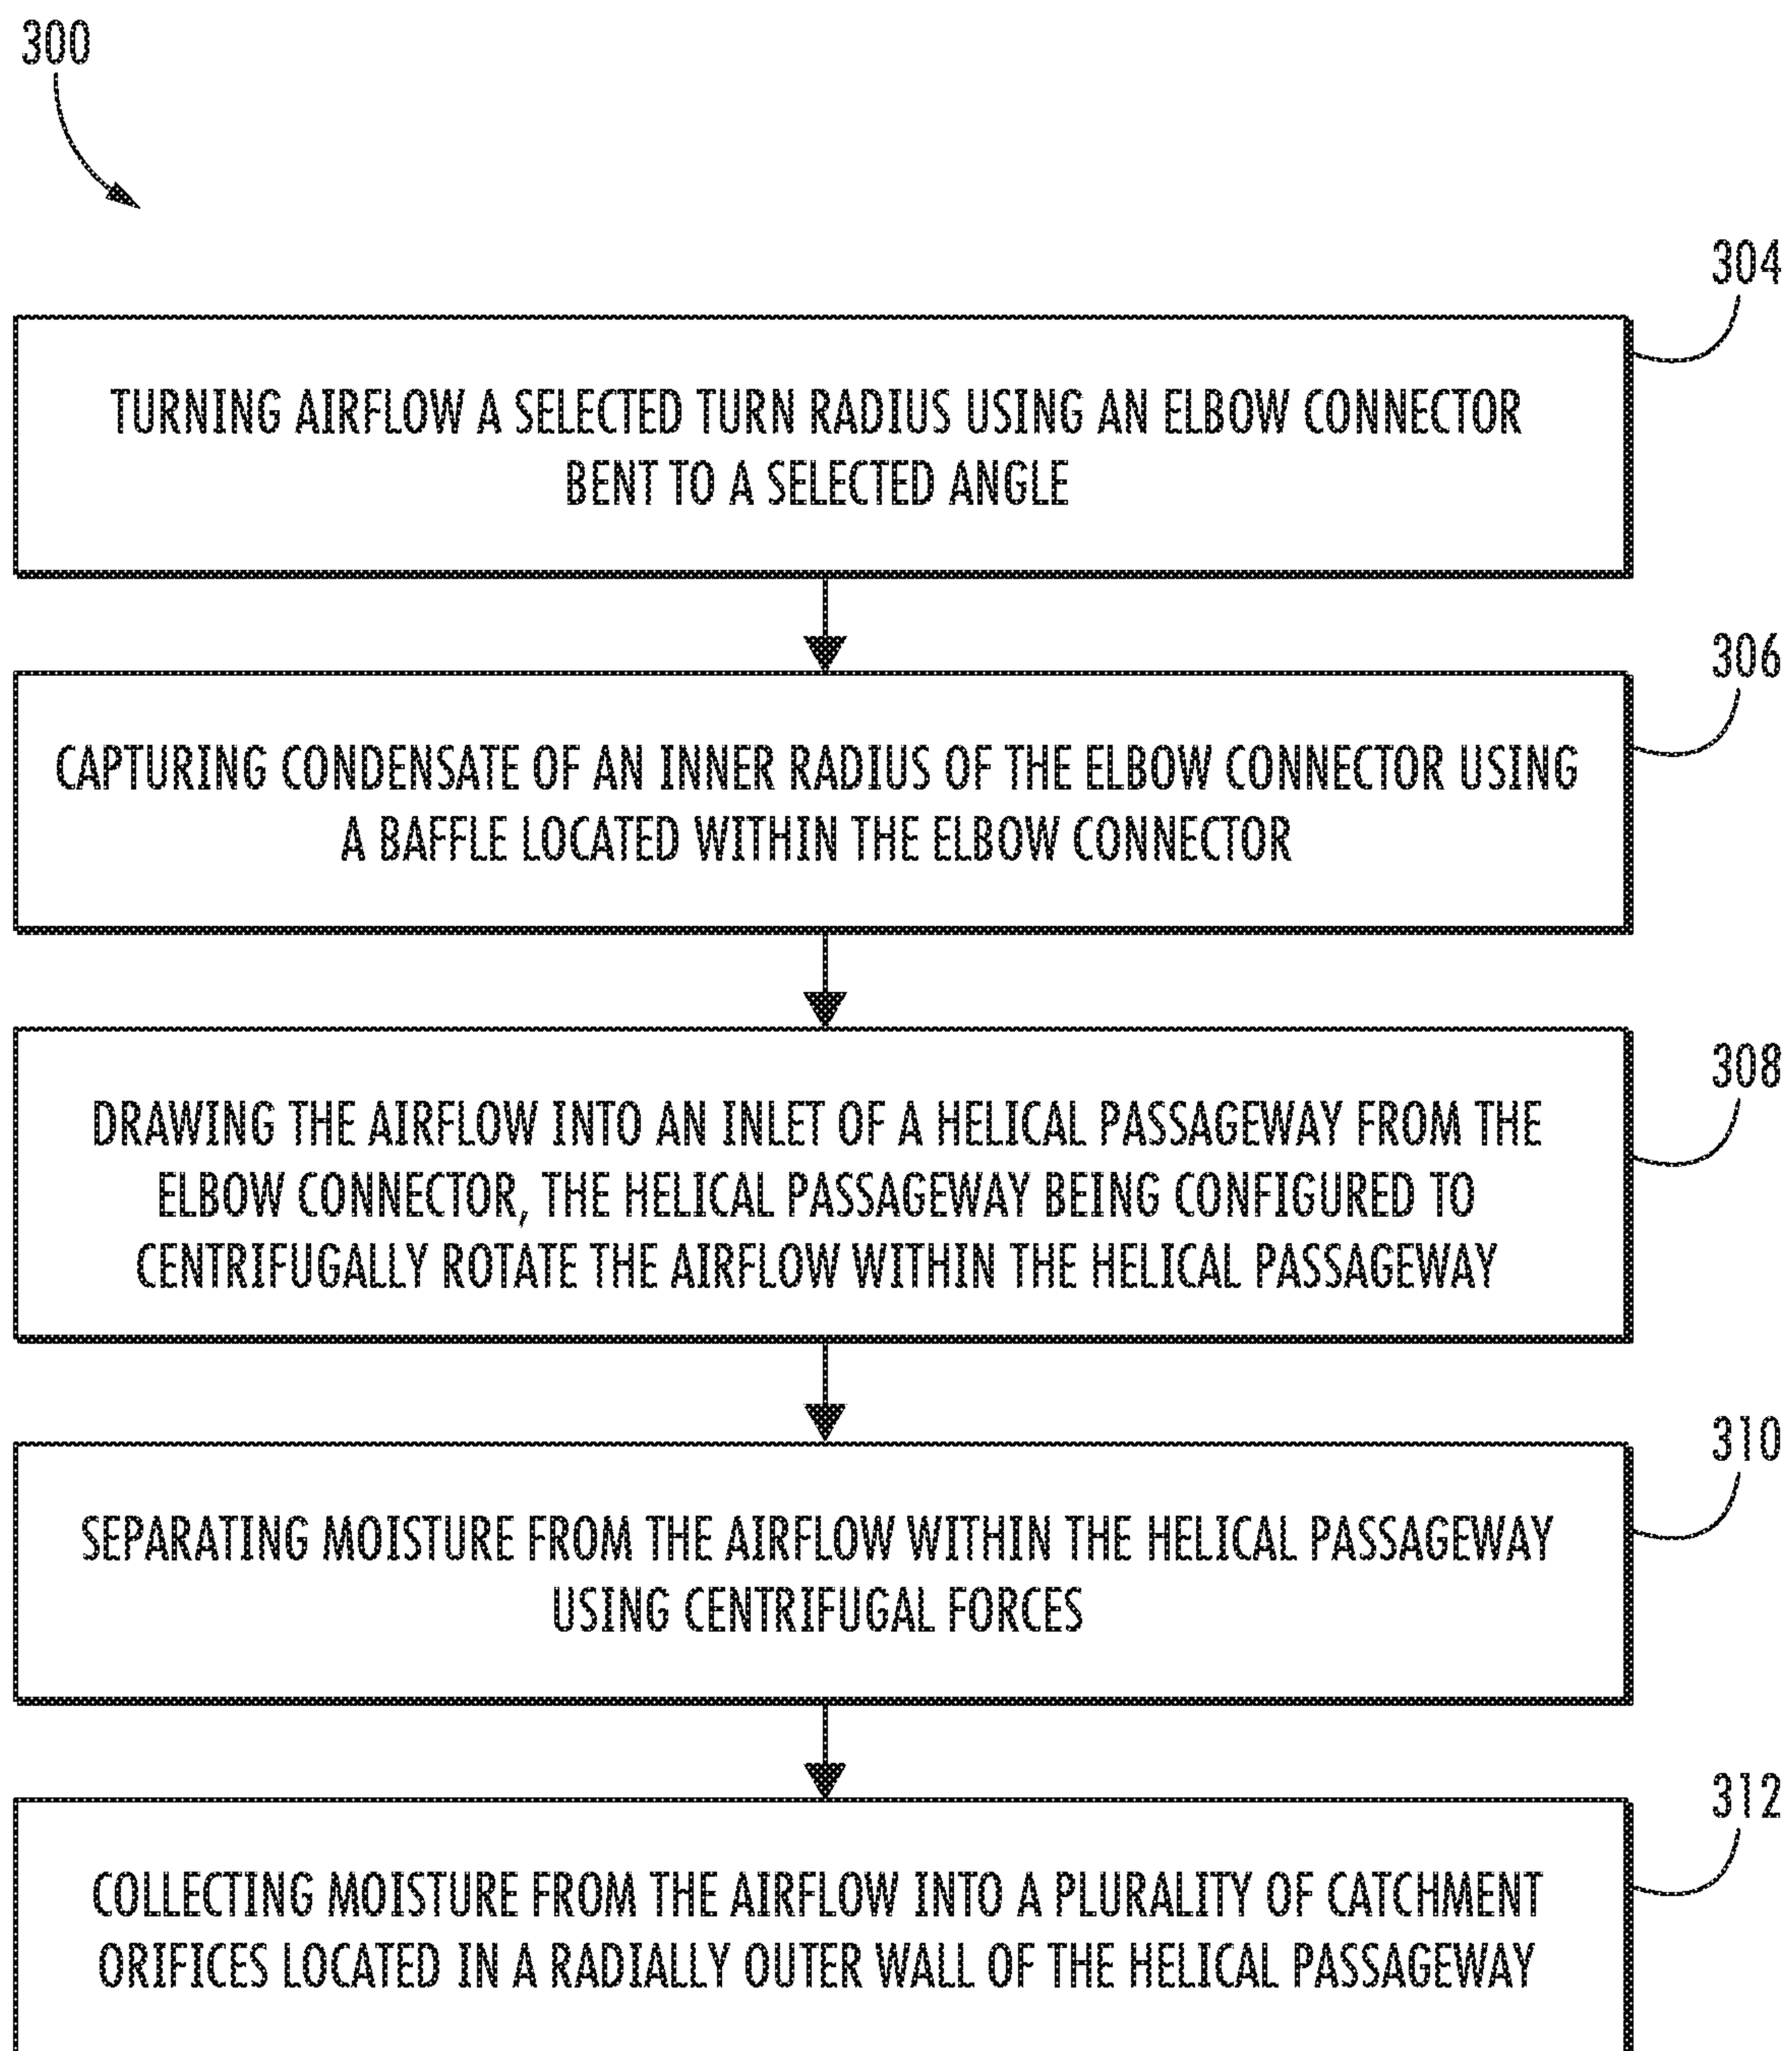 300
304
TURNING AIRFLOW A SELECTED TURN RADIUS USING AN ELBOW CONNECTOR
BENT TO A SELECTED ANGLE
306
CAPTURING CONDENSATE OF AN INNER RADIUS OF THE ELBOW CONNECTOR USING
A BAFFLE LOCATED WITHIN THE ELBOW CONNECTOR
308
DRAWING THE AIRFLOW INTO AN INLET OF A HELICAL PASSAGEWAY FROM THE
ELBOW CONNECTOR, THE HELICAL PASSAGEWAY BEING CONFIGURED TO
CENTRIFUGALLY ROTATE THE AIRFLOW WITHIN THE HELICAL PASSAGEWAY
310
SEPARATING MOISTURE FROM THE AIRFLOW WITHIN THE HELICAL PASSAGEWAY
USING CENTRIFUGAL FORCES
312
COLLECTING MOISTURE FROM THE AIRFLOW INTO A PLURALITY OF CATCHMENT
ORIFICES LOCATED IN A RADIALLY OUTER WALL OF THE HELICAL PASSAGEWAY